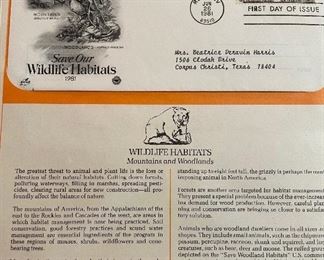 JUN
26
1981
89510
FIRST DAY OF ISSUE
WOODLANDS
Save Our
Wildlife Habitats
1981
Mrs. Beatrice Deravin Harris
1506 Clodah Drive
Corpus Christi, Texas 78404
WILDLIFE HABITATS
Mountains and Woodlands
The greatest threat to animal and plant life is the loss or
alteration of their natural habitats. Cutting down forests,
polluting waterways, filling in marshes, spreading pesti-
cides, clearing rural areas for new construction—all pro-
foundly affect the balance of nature.
The mountains of America, from the Appalachians of the
east to the Rockies and Cascades of the west, are areas in
which habitat management is now being practiced. Soil
conservation, good forestry practices and sound water
management are essential ingredients of the program in
these regions of mosses, shrubs, wildflowers and cone-
bearing trees.
standing up to eight feet tall, the grizzly is perhaps the most
imposing animal in North America.
Forests are another area targeted for habitat management.
They present a special problem because of the ever-increas-
ing demand for wood production. However, careful plan-
ning and conservation are bringing us closer to a satisfac-
tory solution.
Animals who are woodland dwellers come in all sizes and
shapes. They include small animals, such as the chipmunk,
possum, porcupine, raccoon, skunk and squirrel, and large
creatures, such as bear, deer and moose. The ruffed grouse
depicted on the "Save Woodland Habitats" U.S. commem-